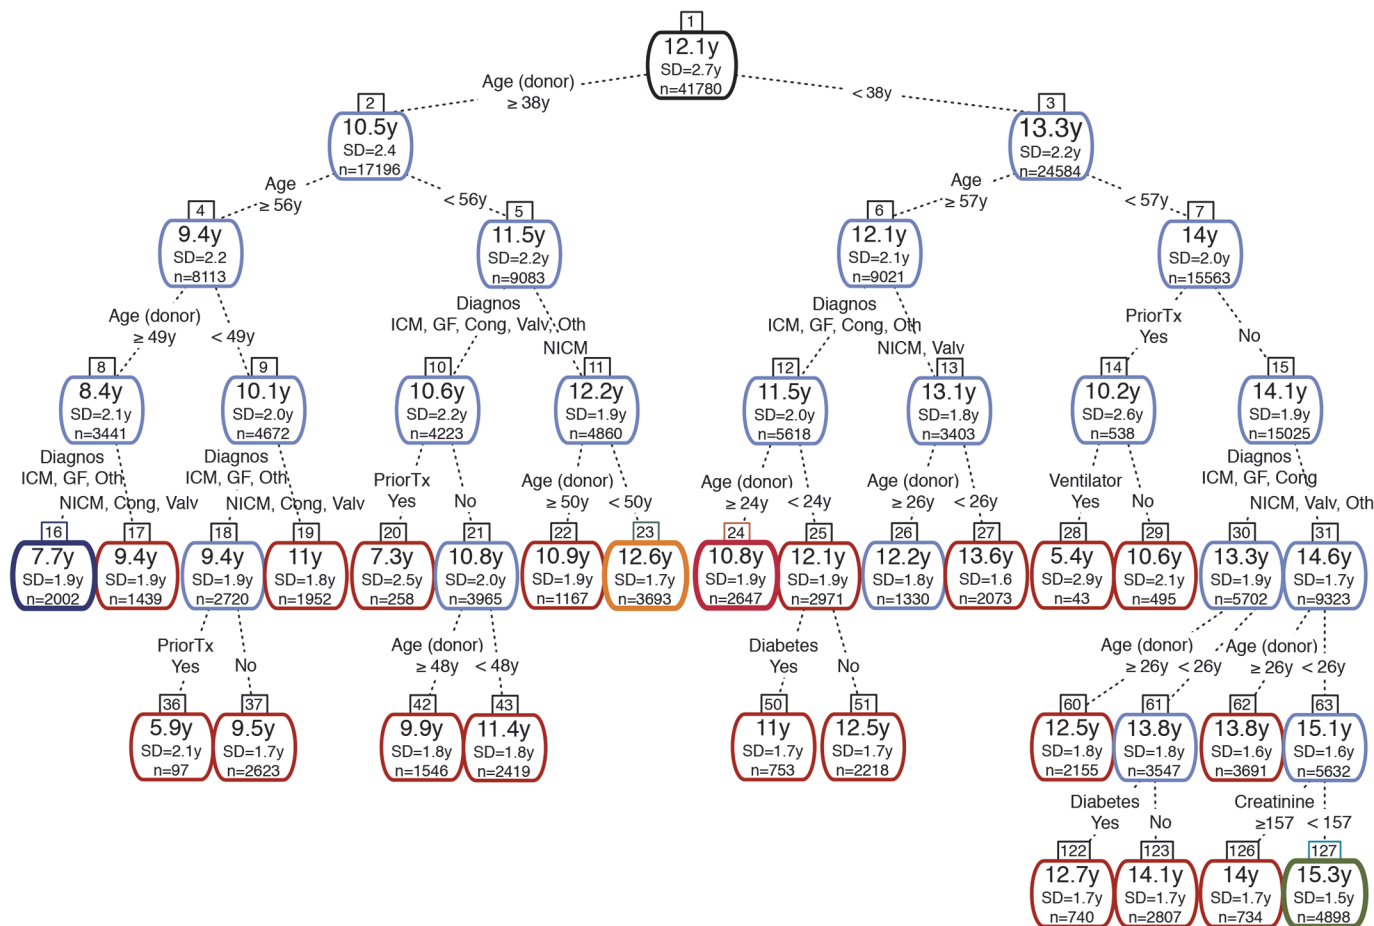 1
12.1y
SD=2.7y
n=41780
Age (donor)
≥ 38y
< 38y
2
10.5y
SD=2.4
n=17196
3
13.3y
SD=2.2y
n=24584
Age
≥ 56y
< 56y
Age
≥ 57y
< 57y
4
9.4y
SD=2.2
n=8113
5
11.5y
SD=2.2y
n=9083
6
12.1y
SD=2.1y
n=9021
7
14y
SD=2.0y
n=15563
Age (donor)
≥ 49y
< 49y
Diagnos
ICM, GF, Cong, Valv, Oth
NICM
Diagnos
ICM, GF, Cong, Oth
NICM, Valv
PriorTx
Yes
No
8
8.4y
SD=2.1y
n=3441
9
10.1y
SD=2.0y
n=4672
10
10.6y
SD=2.2y
n=4223
11
12.2y
SD=1.9y
n=4860
12
11.5y
SD=2.0y
n=5618
13
13.1y
SD=1.8y
n=3403
14
10.2y
SD=2.6y
n=538
15
14.1y
SD=1.9y
n=15025
Diagnos
ICM, GF, Oth
NICM, Cong, Valv
Diagnos
ICM, GF, Oth
NICM, Cong, Valv
PriorTx
Yes
No
Age (donor)
≥ 50y
< 50y
Age (donor)
≥ 24y
< 24y
Age (donor)
≥ 26y
< 26y
Ventilator
Yes
No
Diagnos
ICM, GF, Cong
NICM, Valv, Oth
16
7.7y
SD=1.9y
n=2002
17
9.4y
SD=1.9y
n=1439
18
9.4y
SD=1.9y
n=2720
19
11y
SD=1.8y
n=1952
20
7.3y
SD=2.5y
n=258
21
10.8y
SD=2.0y
n=3965
22
10.9y
SD=1.9y
n=1167
23
12.6y
SD=1.7y
n=3693
24
10.8y
SD=1.9y
n=2647
25
12.1y
SD=1.9y
n=2971
26
12.2y
SD=1.8y
n=1330
27
13.6y
SD=1.6
n=2073
28
5.4y
SD=2.9y
n=43
29
10.6y
SD=2.1y
n=495
30
13.3y
SD=1.9y
n=5702
31
14.6y
SD=1.7y
n=9323
PriorTx
Yes
No
Age (donor)
≥ 48y
< 48y
Diabetes
Yes
No
Age (donor)
≥ 26y
< 26y
Age (donor)
≥ 26y
< 26y
36
5.9y
SD=2.1y
n=97
37
9.5y
SD=1.7y
n=2623
42
9.9y
SD=1.8y
n=1546
43
11.4y
SD=1.8y
n=2419
50
11y
SD=1.7y
n=753
51
12.5y
SD=1.7y
n=2218
60
12.5y
SD=1.8y
n=2155
61
13.8y
SD=1.8y
n=3547
62
13.8y
SD=1.6y
n=3691
63
15.1y
SD=1.6y
n=5632
Diabetes
Yes
No
Creatinine
≥157
< 157
122
12.7y
SD=1.7y
n=740
123
14.1y
SD=1.7y
n=2807
126
14y
SD=1.7y
n=734
127
15.3y
SD=1.5y
n=4898